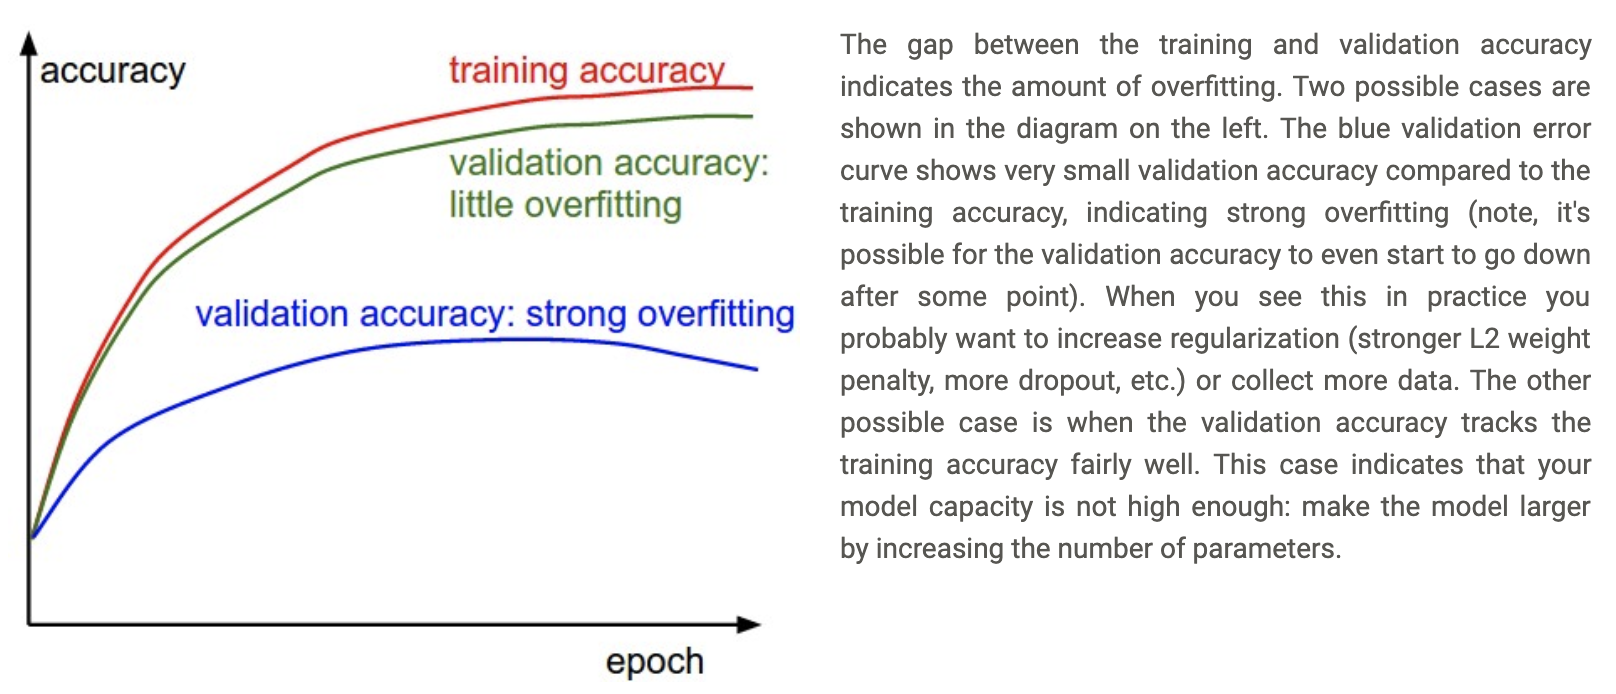 accuracy
training accuracy
validation accuracy:
little overfitting
validation accuracy: strong overfitting
epoch
The gap between the training and validation accuracy
indicates the amount of overfitting. Two possible cases are
shown in the diagram on the left. The blue validation error
curve shows very small validation accuracy compared to the
training accuracy, indicating strong overfitting (note, it's
possible for the validation accuracy to even start to go down
after some point). When you see this in practice you
probably want to increase regularization (stronger L2 weight
penalty, more dropout, etc.) or collect more data. The other
possible case is when the validation accuracy tracks the
training accuracy fairly well. This case indicates that your
model capacity is not high enough: make the model larger
by increasing the number of parameters.